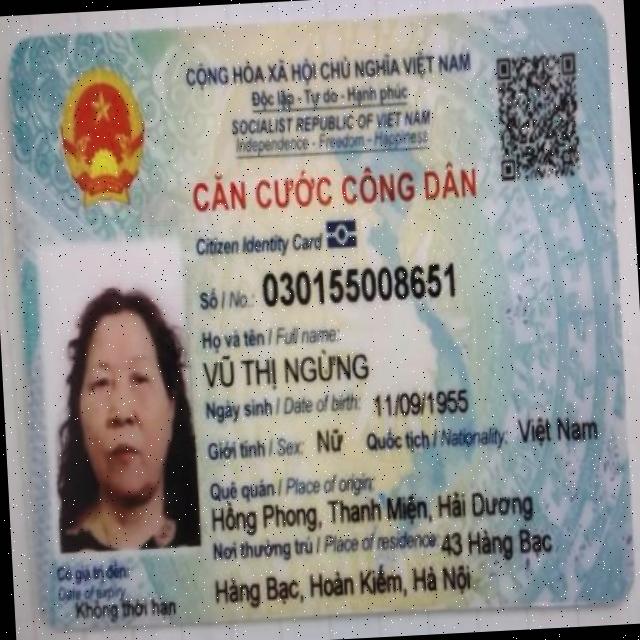 CỘNG HÒA XÃ HỘI CHỦ NGHĨA VIỆT NAM
Độc lập - Tự do - Hạnh phúc
SOCIALIST REPUBLIC OF VIET NAM
Independence - Freedom - Happiness
CĂN CƯỚC CÔNG DÂN
Citizen Identity Card
Số / No.: 030155008651
Họ và tên / Full name:
VŨ THỊ NGỪNG
Ngày sinh / Date of birth: 11/09/1955
Giới tính / Sex: Nữ Quốc tịch / Nationality: Việt Nam
Quê quán / Place of origin:
Hồng Phong, Thanh Miện, Hải Dương
Nơi thường trú / Place of residence: 43 Hàng Bạc
Hàng Bạc, Hoàn Kiếm, Hà Nội
Có giá trị đến:
Date of expiry
Không thời hạn